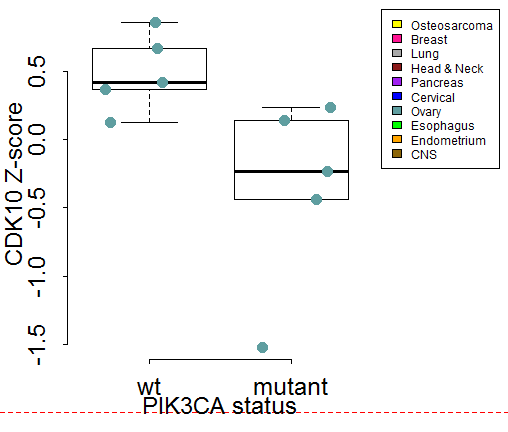 CDK10 Z-score
0.5
0.0
-0.5
-1.0
-1.5
wt
mutant
PIK3CA status
Osteosarcoma
Breast
Lung
Head & Neck
Pancreas
Cervical
Ovary
Esophagus
Endometrium
CNS